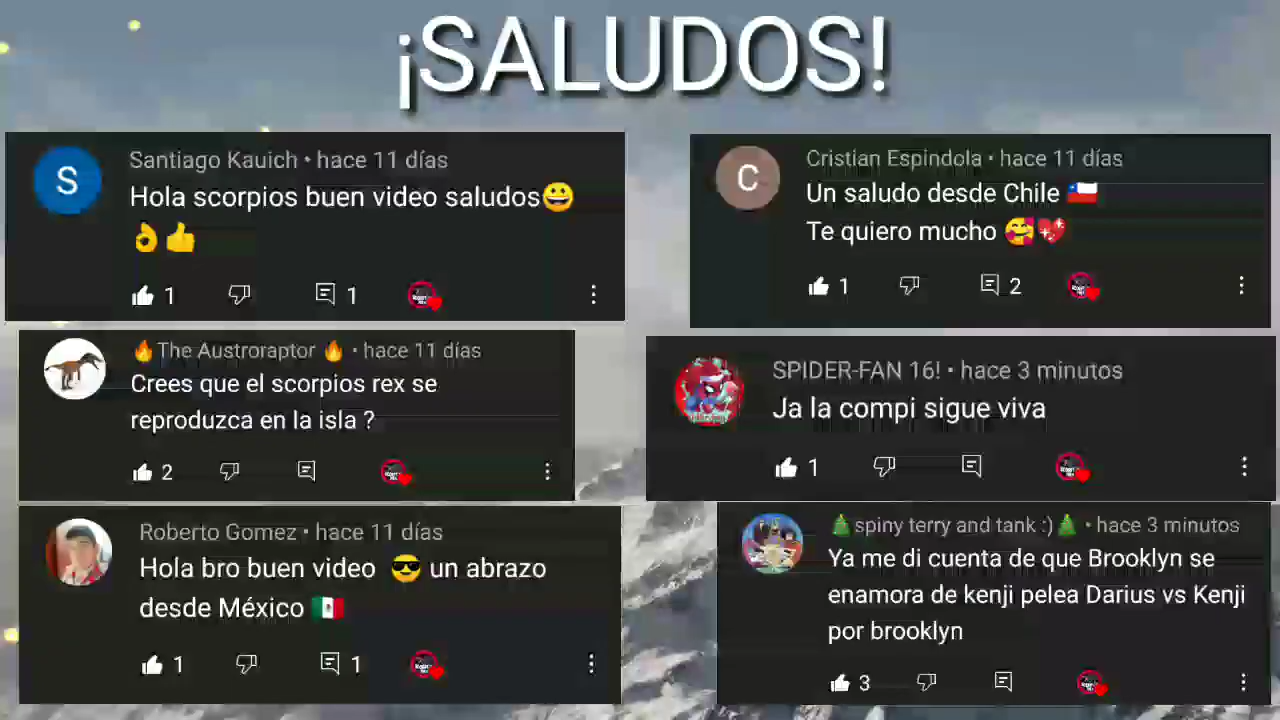 ¡SALUDOS!
S
Santiago Kauich • hace 11 días
Hola scorpios buen video saludos😀
👌👍
1
1
C
Cristian Espindola • hace 11 días
Un saludo desde Chile 🇨🇱
Te quiero mucho 🥰💖
1
2
🔥The Austroraptor 🔥 • hace 11 días
Crees que el scorpios rex se
reproduzca en la isla ?
2
SPIDER-FAN 16! • hace 3 minutos
Ja la compi sigue viva
1
Roberto Gomez • hace 11 días
Hola bro buen video 😎 un abrazo
desde México 🇲🇽
1
1
🎄spiny terry and tank :)🎄 • hace 3 minutos
Ya me di cuenta de que Brooklyn se
enamora de kenji pelea Darius vs Kenji
por brooklyn
3